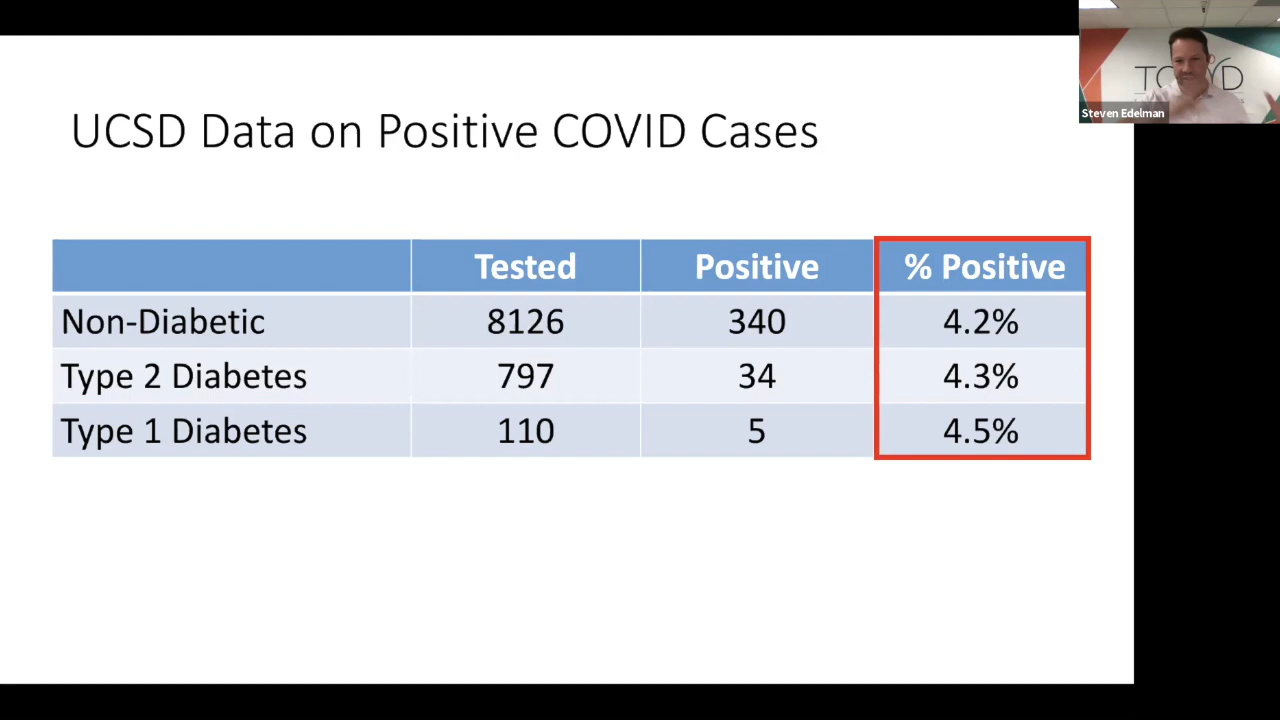 UCSD Data on Positive COVID Cases
Tested Positive % Positive
Non-Diabetic 8126 340 4.2%
Type 2 Diabetes 797 34 4.3%
Type 1 Diabetes 110 5 4.5%
Steven Edelman